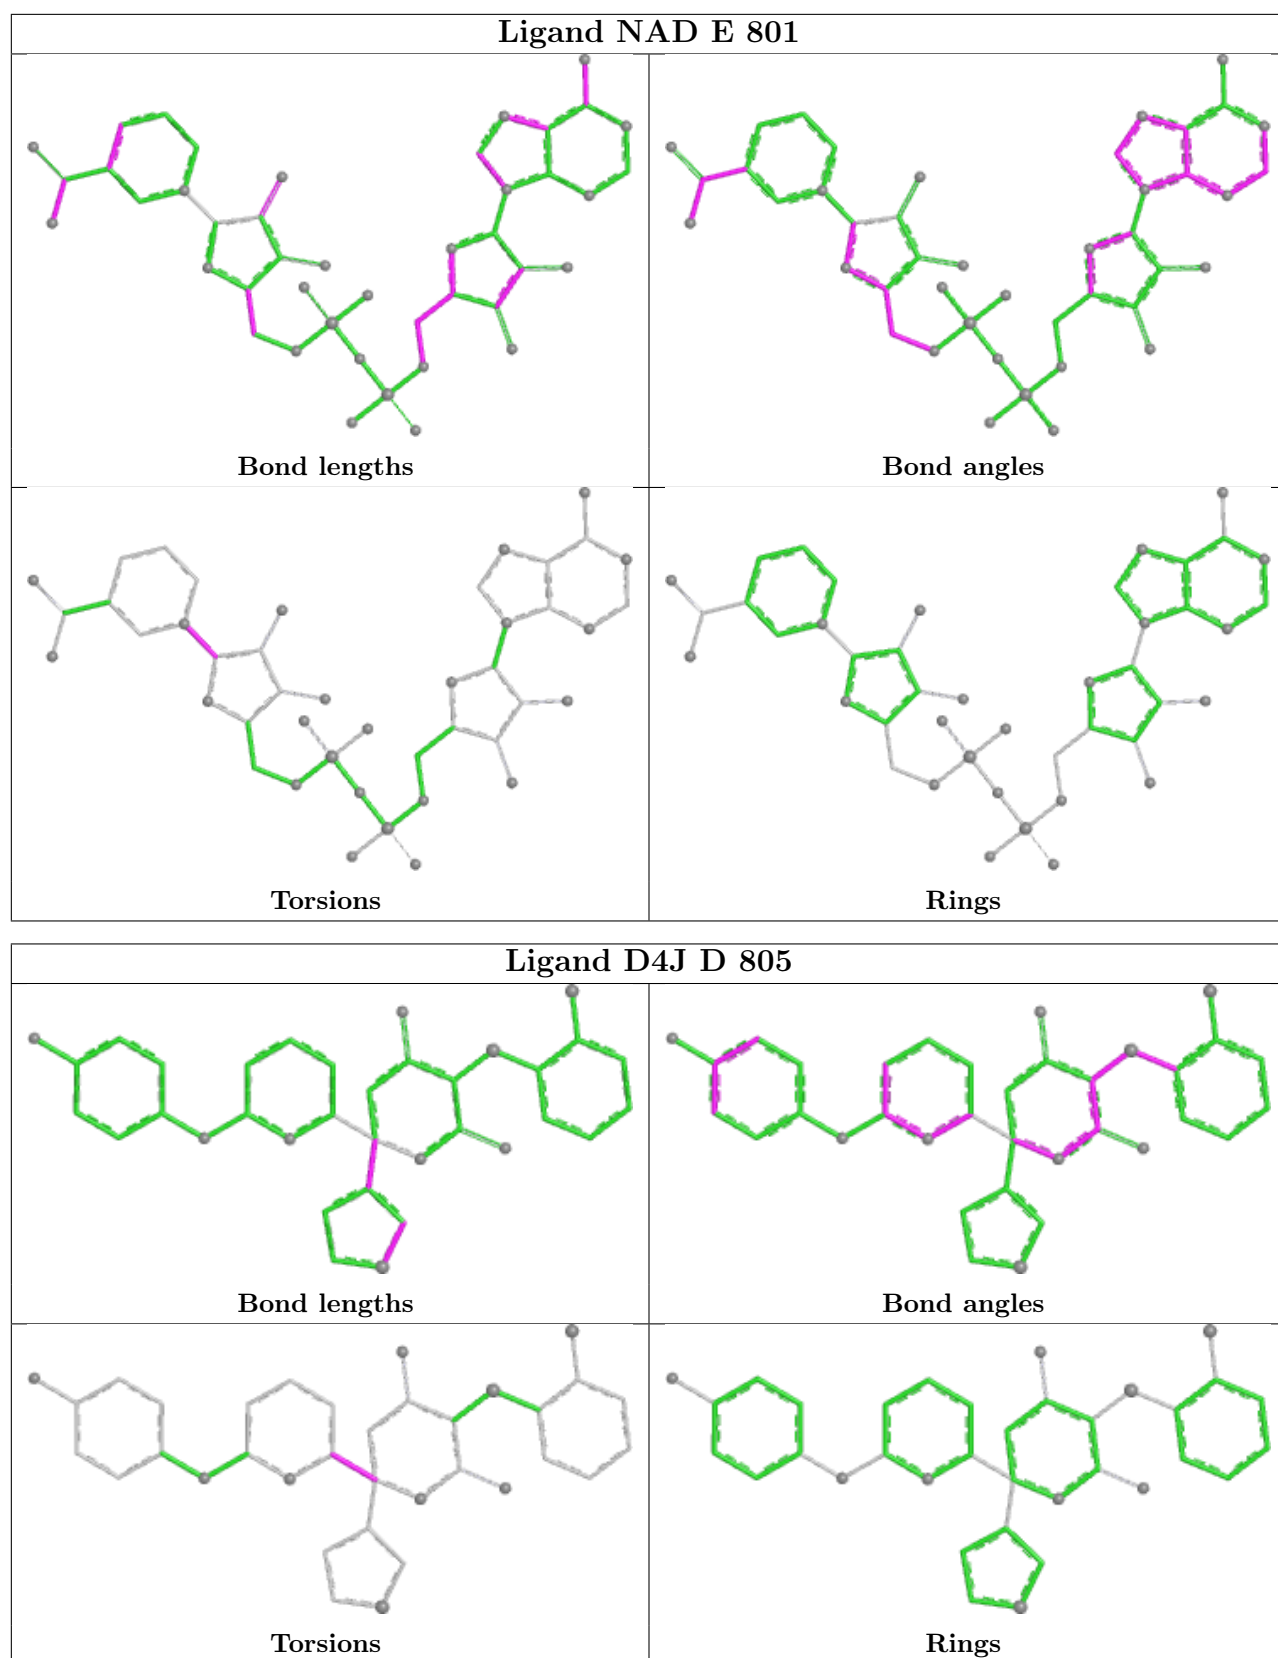 Ligand NAD E 801
Bond lengths
Bond angles
Torsions
Rings
Ligand D4J D 805
Bond lengths
Bond angles
Torsions
Rings